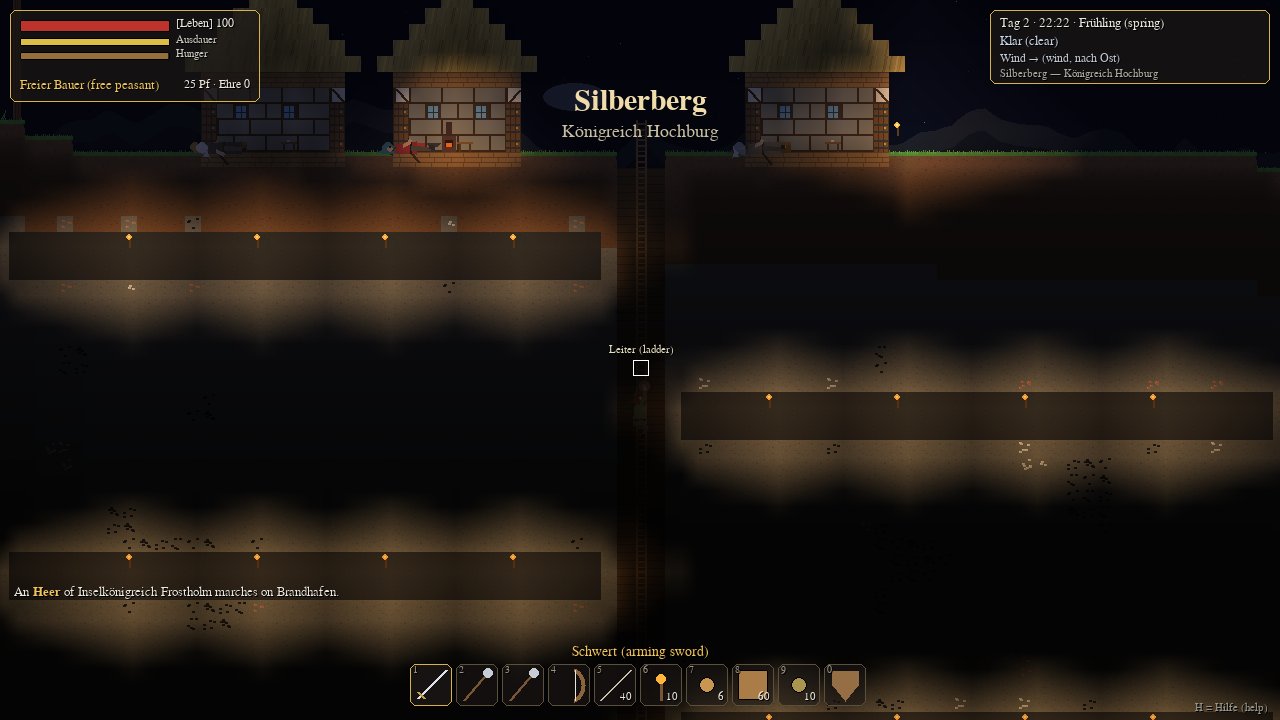 [Leben] 100
Ausdauer
Hunger
Freier Bauer (free peasant) 25 Pf · Ehre 0
Tag 2 · 22:22 · Frühling (spring)
Klar (clear)
Wind → (wind, nach Ost)
Silberberg — Königreich Hochburg
Silberberg
Königreich Hochburg
Leiter (ladder)
An Heer of Inselkönigreich Frostholm marches on Brandhafen.
Schwert (arming sword)
1 2 3 4 5 6 7 8 9 0
40 10 6 60 10
H = Hilfe (help)